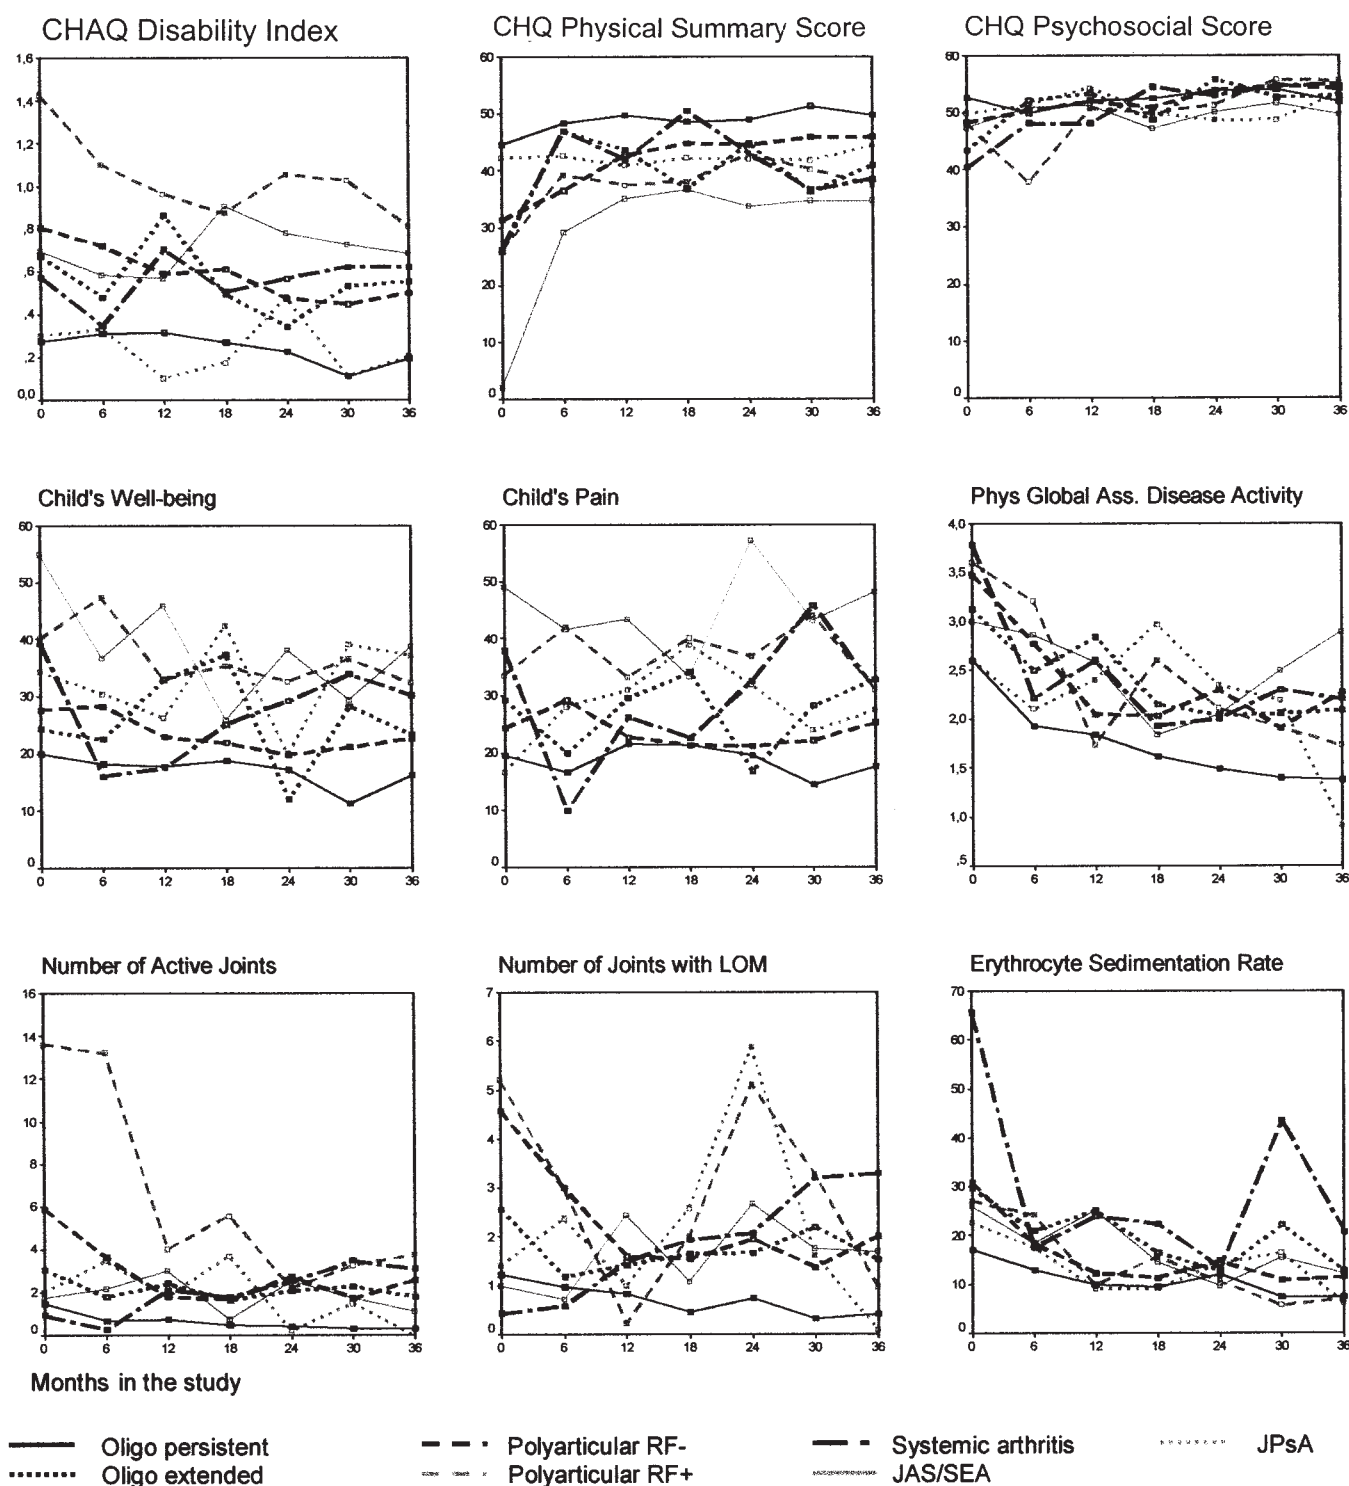 CHAQ Disability Index CHQ Physical Summary Score CHQ Psychosocial Score
1,6 60 60
1,4 50 50
1,2 40 40
1,0 30 30
,8 20 20
,6 10 10
,4 0 0
,2
0,0
0 6 12 18 24 30 36 0 6 12 18 24 30 36 0 6 12 18 24 30 36
Child's Well-being Child's Pain Phys Global Ass. Disease Activity
60 60 4,0
50 50 3,5
40 40 3,0
30 30 2,5
20 20 2,0
10 10 1,5
0 0 1,0
,5
0 6 12 18 24 30 36 0 6 12 18 24 30 36 0 6 12 18 24 30 36
Number of Active Joints Number of Joints with LOM Erythrocyte Sedimentation Rate
16 7 70
14 6 60
12 5 50
10 4 40
8 3 30
6 2 20
4 1 10
2 0 0
0
0 6 12 18 24 30 36 0 6 12 18 24 30 36 0 6 12 18 24 30 36
Months in the study
Oligo persistent Polyarticular RF- Systemic arthritis JPsA
Oligo extended Polyarticular RF+ JAS/SEA